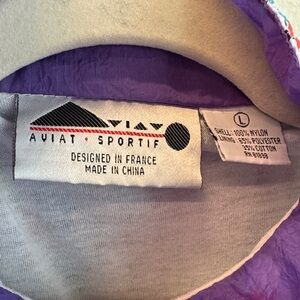 AVIAT · SPORTIF
DESIGNED IN FRANCE
MADE IN CHINA
L
SHELL: 100% NYLON
LINING: 65% POLYESTER
35% COTTON